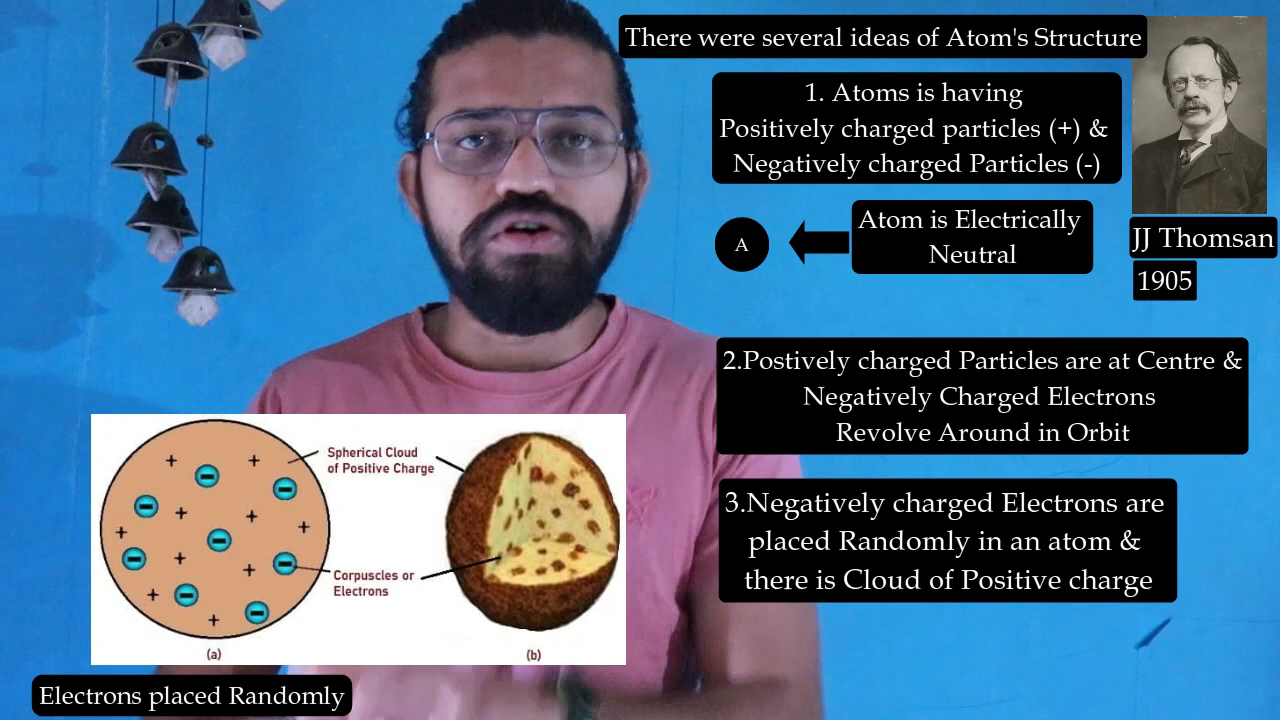 There were several ideas of Atom's Structure
1. Atoms is having
Positively charged particles (+) &
Negatively charged Particles (-)
Atom is Electrically
Neutral
A
JJ Thomsan
1905
2.Postively charged Particles are at Centre &
Negatively Charged Electrons
Revolve Around in Orbit
3.Negatively charged Electrons are
placed Randomly in an atom &
there is Cloud of Positive charge
Spherical Cloud
of Positive Charge
Corpuscles or
Electrons
(a)
(b)
Electrons placed Randomly